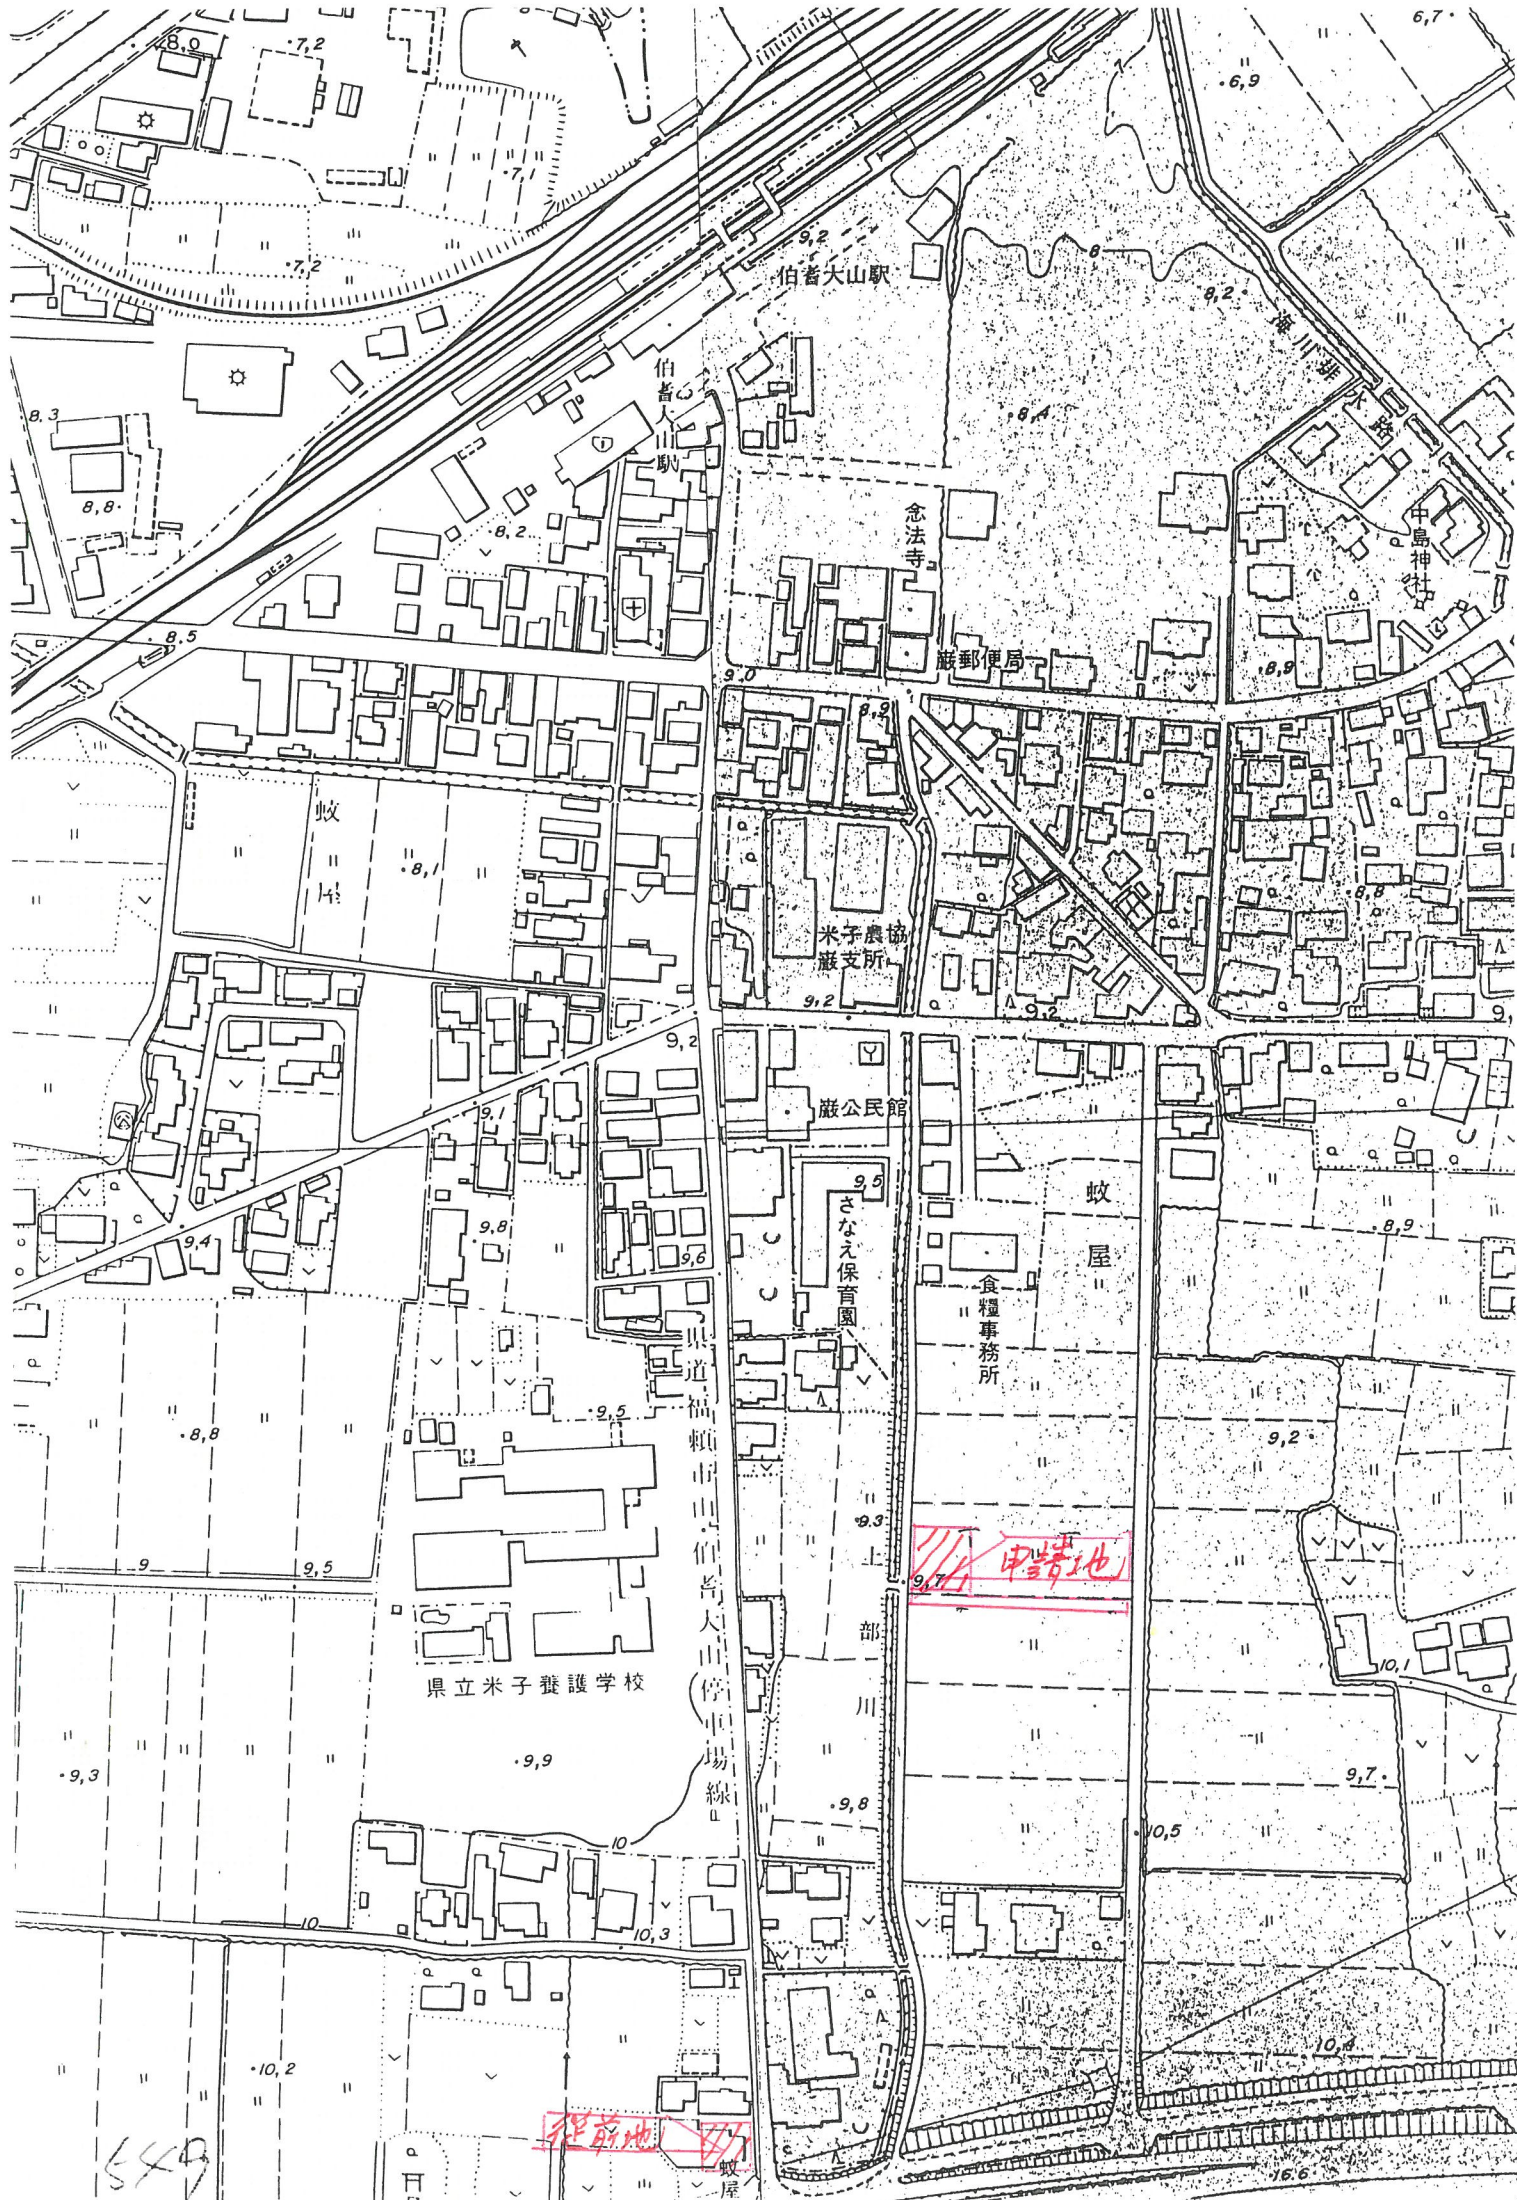 6,7
8,0
7,2
6,9
7,1
7
9,2
伯耆大山駅
7,2
8
8,2
海川排水路
伯耆大山駅
8.3
8,4
8,8
8,2
念法寺
中島神社
8.5
巌郵便局
8,9
9.0
8,9
蚊屋
8,1
8,8
米子農協
巌支所
9,2
9,2
9,
9,2
9,1
巌公民館
9,5
さなえ保育園
蚊屋
8,9
9,4
9,8
9,6
食糧事務所
県道福頼市山・伯耆大山停車場線
8,8
9,5
9,2
9.3
9
9,5
申請地
9,7
上部川
県立米子養護学校
10,1
9,3
9,9
9,7
9,8
10
10,5
10
10,3
10,2
10,4
従前地
蚊屋
549
16.6